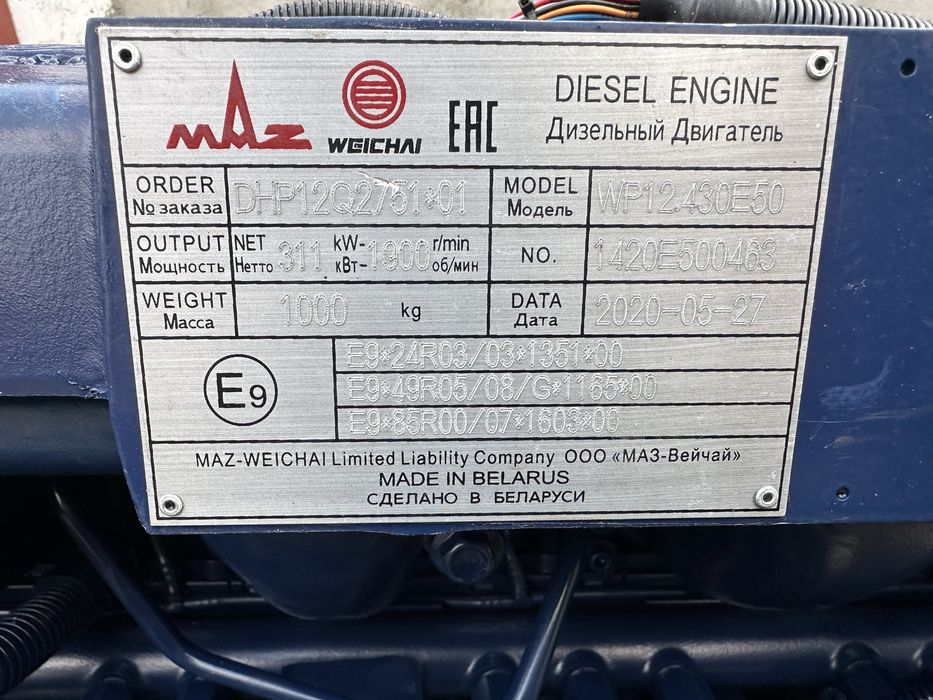 MAZ
WEICHAI
EAC
DIESEL ENGINE
Дизельный Двигатель
ORDER
№ заказа
DHP12Q2751*01
MODEL
Модель
WP12.430E50
OUTPUT
Мощность
NET
Нетто
311
kW-
кВт-
1900
r/min
об/мин
NO.
1420E500463
WEIGHT
Масса
1000 kg
DATA
Дата
2020-05-27
E9
E9*24R03/03*1351*00
E9*49R05/08/G*1165*00
E9*85R00/07*1603*00
MAZ-WEICHAI Limited Liability Company ООО «МАЗ-Вейчай»
MADE IN BELARUS
СДЕЛАНО В БЕЛАРУСИ